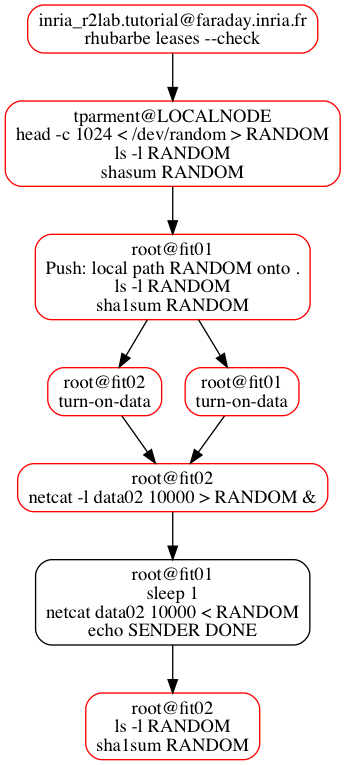 inria_r2lab.tutorial@faraday.inria.fr
rhubarbe leases --check
tparment@LOCALNODE
head -c 1024 < /dev/random > RANDOM
ls -l RANDOM
shasum RANDOM
root@fit01
Push: local path RANDOM onto .
ls -l RANDOM
sha1sum RANDOM
root@fit02
turn-on-data
root@fit01
turn-on-data
root@fit02
netcat -l data02 10000 > RANDOM &
root@fit01
sleep 1
netcat data02 10000 < RANDOM
echo SENDER DONE
root@fit02
ls -l RANDOM
sha1sum RANDOM